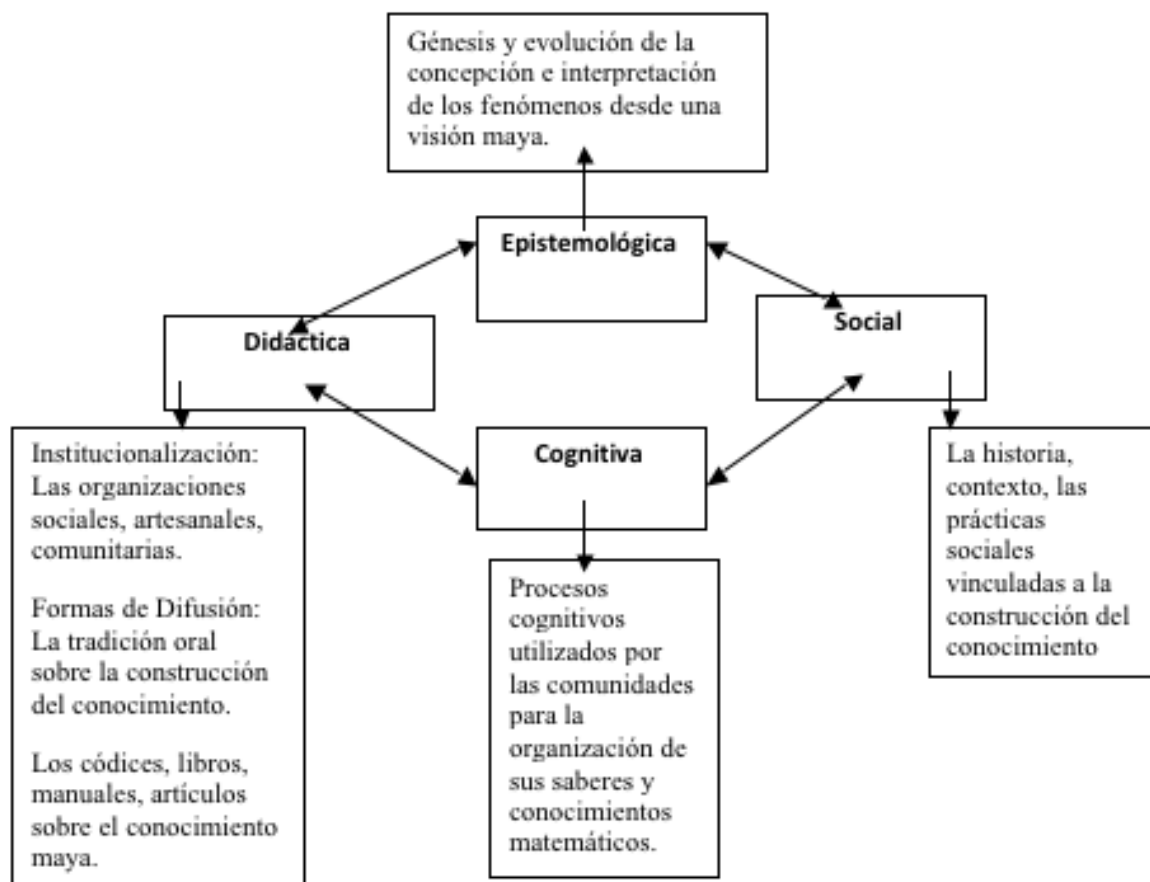 Génesis y evolución de la
concepción e interpretación
de los fenómenos desde una
visión maya.
Epistemológica
Didáctica
Social
Cognitiva
Institucionalización:
Las organizaciones
sociales, artesanales,
comunitarias.
Formas de Difusión:
La tradición oral
sobre la construcción
del conocimiento.
Los códices, libros,
manuales, artículos
sobre el conocimiento
maya.
Procesos
cognitivos
utilizados por
las comunidades
para la
organización de
sus saberes y
conocimientos
matemáticos.
La historia,
contexto, las
prácticas
sociales
vinculadas a la
construcción del
conocimiento